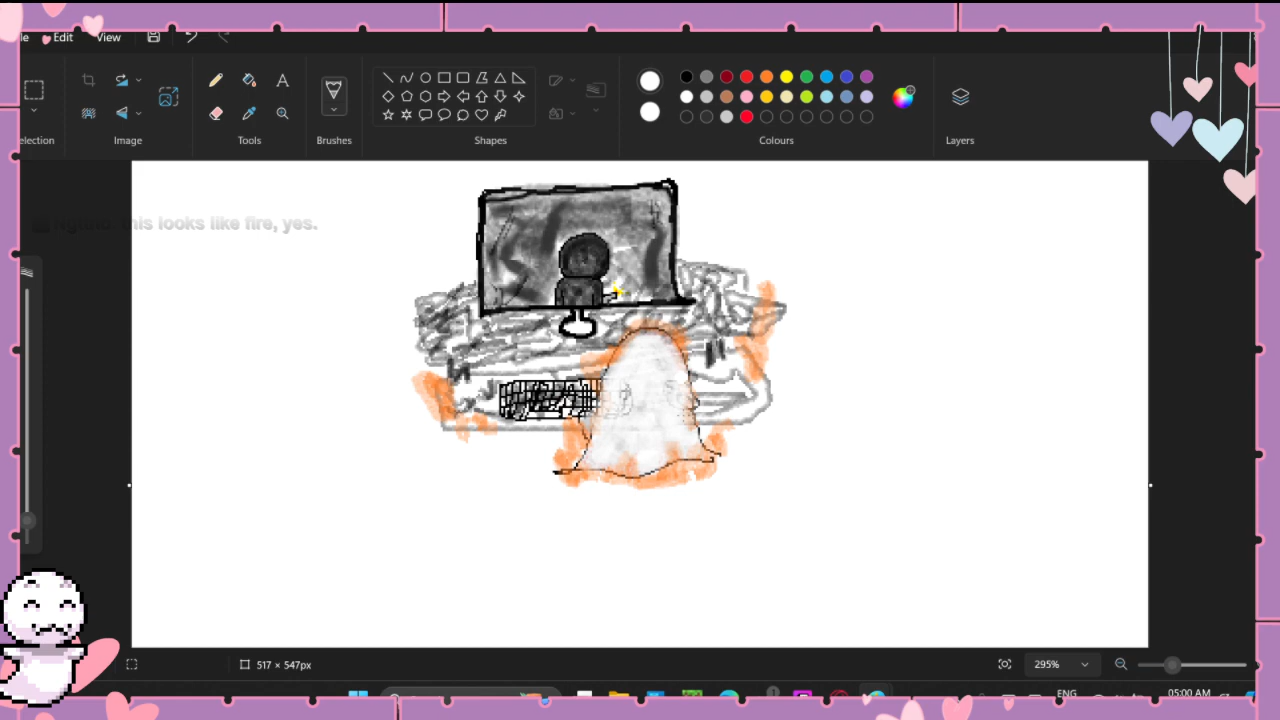 Edit View
election Image Tools Brushes Shapes Colours Layers
this looks like fire, yes.
517 × 547px 295%
ENG 05:00 AM